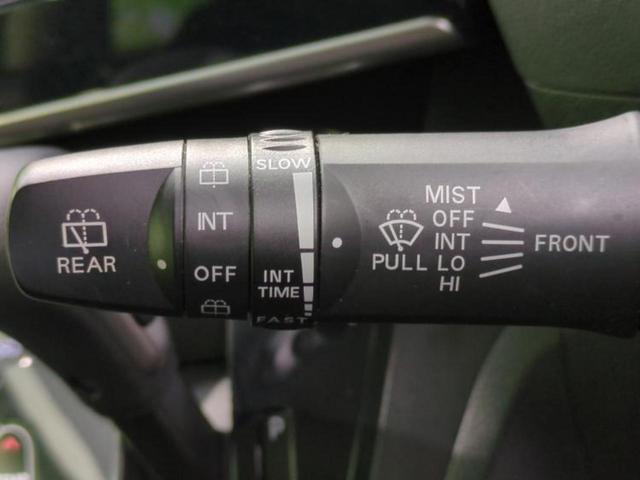 REAR
INT
OFF
SLOW
INT
TIME
FAST
PULL
MIST
OFF
INT
LO
HI
FRONT